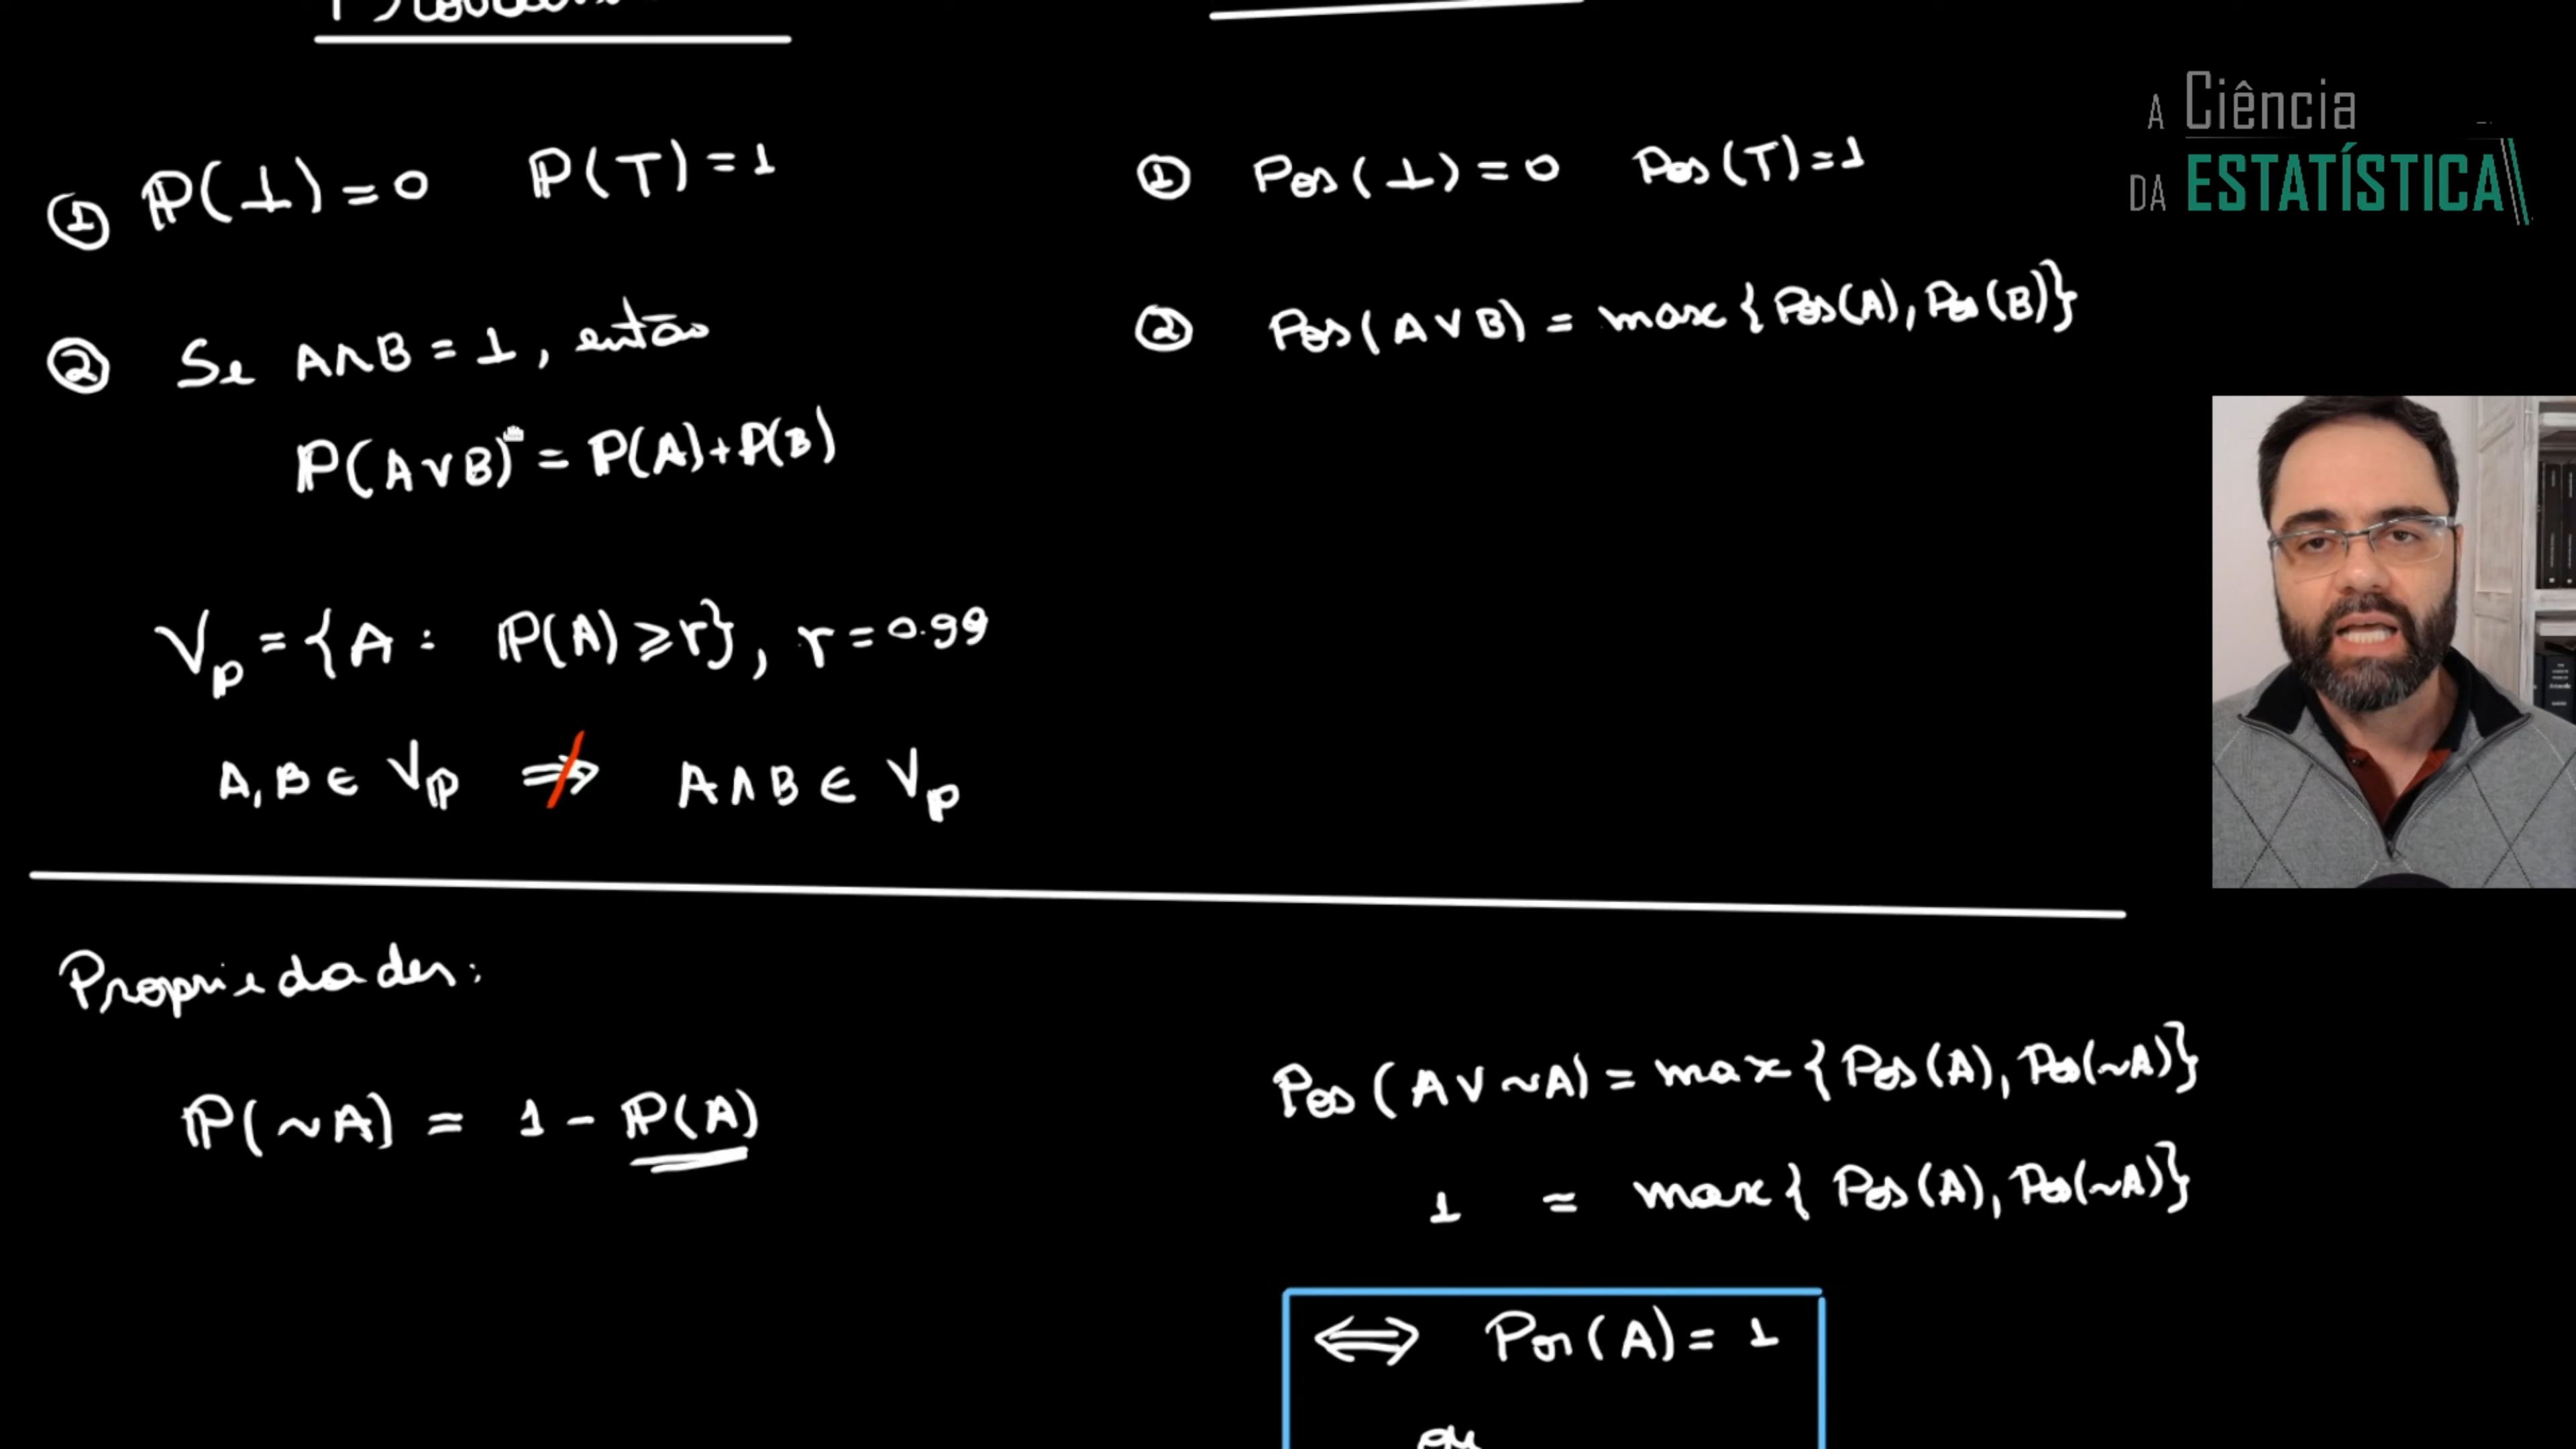 ① ℙ(⊥) = 0 ℙ(T) = 1
② Se A∧B = ⊥, então
ℙ(A∨B) = ℙ(A) + ℙ(B)
V_ℙ = {A : ℙ(A) ⩾ r}, r = 0.99
A, B ∈ V_ℙ ⇏ A∧B ∈ V_ℙ
① Pos(⊥) = 0 Pos(T) = 1
② Pos(A∨B) = max{Pos(A), Pos(B)}
A Ciência
DA ESTATÍSTICA
Propriedades:
ℙ(~A) = 1 - ℙ(A)
Pos(A∨~A) = max{Pos(A), Pos(~A)}
1 = max{Pos(A), Pos(~A)}
⟺ Pos(A) = 1
ou